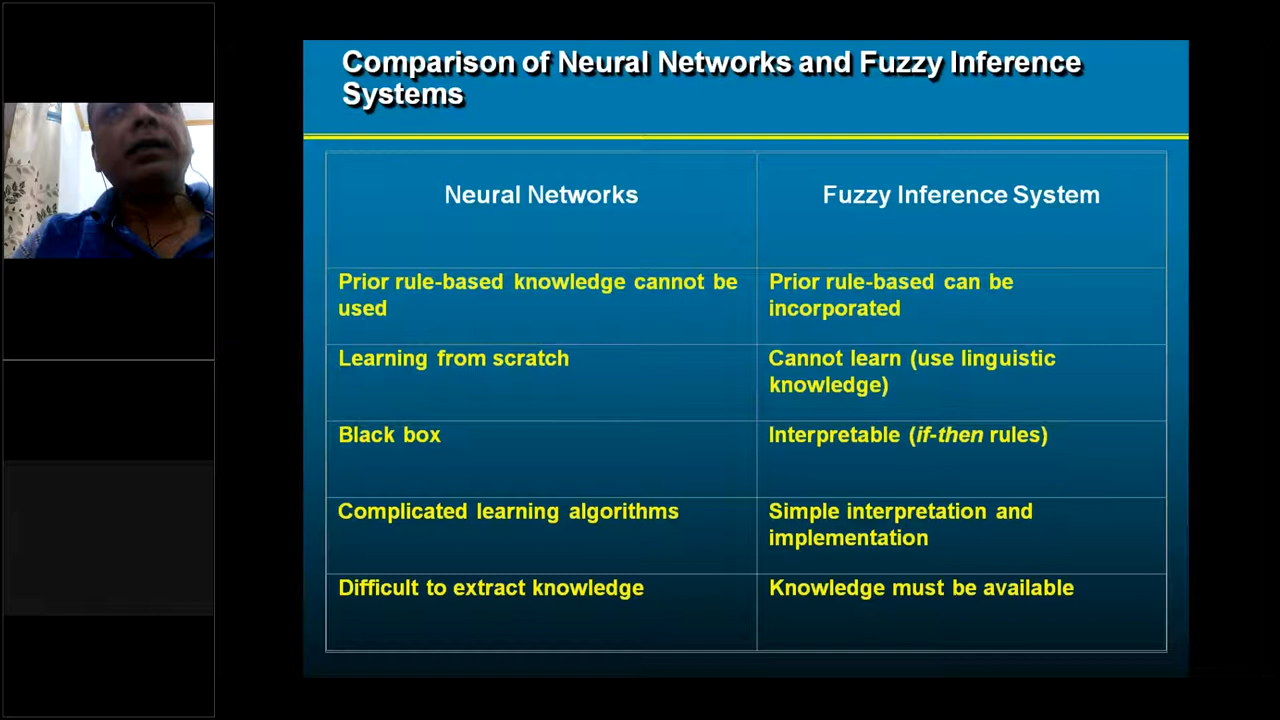 Comparison of Neural Networks and Fuzzy Inference
Systems
Neural Networks
Fuzzy Inference System
Prior rule-based knowledge cannot be
used
Prior rule-based can be
incorporated
Learning from scratch
Cannot learn (use linguistic
knowledge)
Black box
Interpretable (if-then rules)
Complicated learning algorithms
Simple interpretation and
implementation
Difficult to extract knowledge
Knowledge must be available